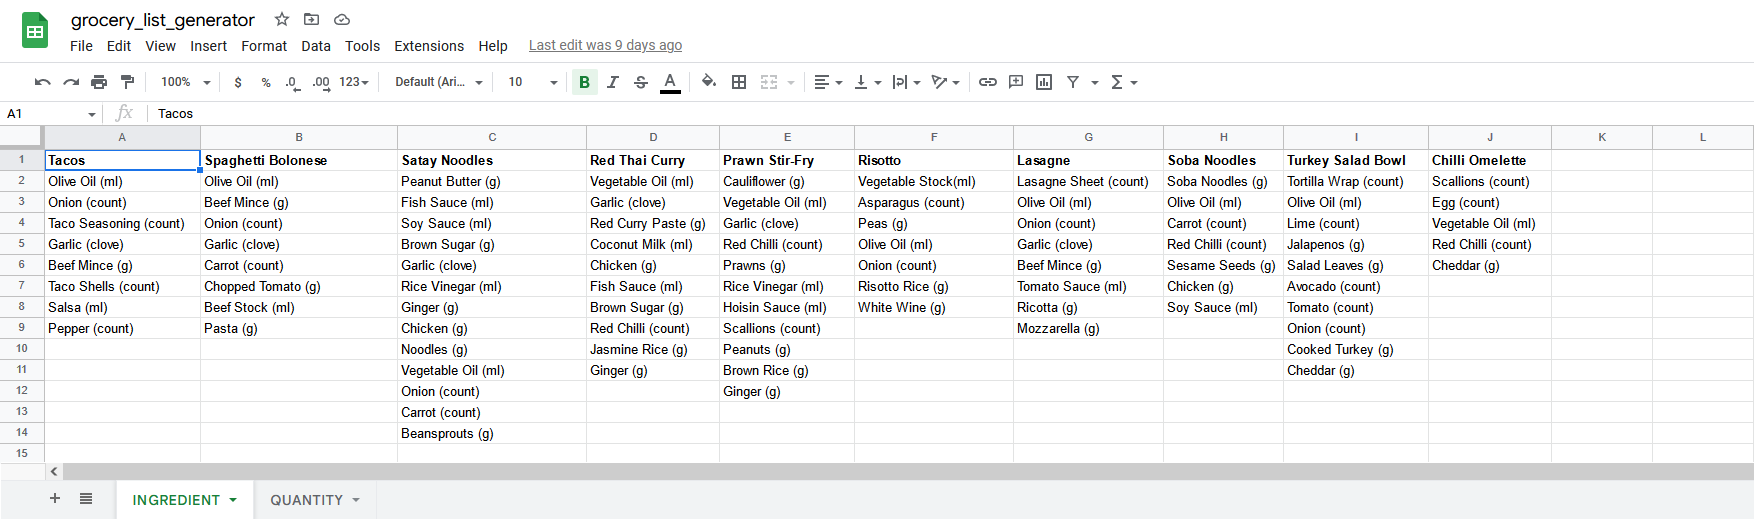 grocery_list_generator
File Edit View Insert Format Data Tools Extensions Help Last edit was 9 days ago
100% $ % .0 .00 123 Default (Ari... 10 B I S A
A1 fx Tacos
A B C D E F G H I J K L
1 Tacos Spaghetti Bolonese Satay Noodles Red Thai Curry Prawn Stir-Fry Risotto Lasagne Soba Noodles Turkey Salad Bowl Chilli Omelette
2 Olive Oil (ml) Olive Oil (ml) Peanut Butter (g) Vegetable Oil (ml) Cauliflower (g) Vegetable Stock(ml) Lasagne Sheet (count) Soba Noodles (g) Tortilla Wrap (count) Scallions (count)
3 Onion (count) Beef Mince (g) Fish Sauce (ml) Garlic (clove) Vegetable Oil (ml) Asparagus (count) Olive Oil (ml) Olive Oil (ml) Olive Oil (ml) Egg (count)
4 Taco Seasoning (count) Onion (count) Soy Sauce (ml) Red Curry Paste (g) Garlic (clove) Peas (g) Onion (count) Carrot (count) Lime (count) Vegetable Oil (ml)
5 Garlic (clove) Garlic (clove) Brown Sugar (g) Coconut Milk (ml) Red Chilli (count) Olive Oil (ml) Garlic (clove) Red Chilli (count) Jalapenos (g) Red Chilli (count)
6 Beef Mince (g) Carrot (count) Garlic (clove) Chicken (g) Prawns (g) Onion (count) Beef Mince (g) Sesame Seeds (g) Salad Leaves (g) Cheddar (g)
7 Taco Shells (count) Chopped Tomato (g) Rice Vinegar (ml) Fish Sauce (ml) Rice Vinegar (ml) Risotto Rice (g) Tomato Sauce (ml) Chicken (g) Avocado (count)
8 Salsa (ml) Beef Stock (ml) Ginger (g) Brown Sugar (g) Hoisin Sauce (ml) White Wine (g) Ricotta (g) Soy Sauce (ml) Tomato (count)
9 Pepper (count) Pasta (g) Chicken (g) Red Chilli (count) Scallions (count) Mozzarella (g) Onion (count)
10 Noodles (g) Jasmine Rice (g) Peanuts (g) Cooked Turkey (g)
11 Vegetable Oil (ml) Ginger (g) Brown Rice (g) Cheddar (g)
12 Onion (count) Ginger (g)
13 Carrot (count)
14 Beansprouts (g)
15
INGREDIENT QUANTITY